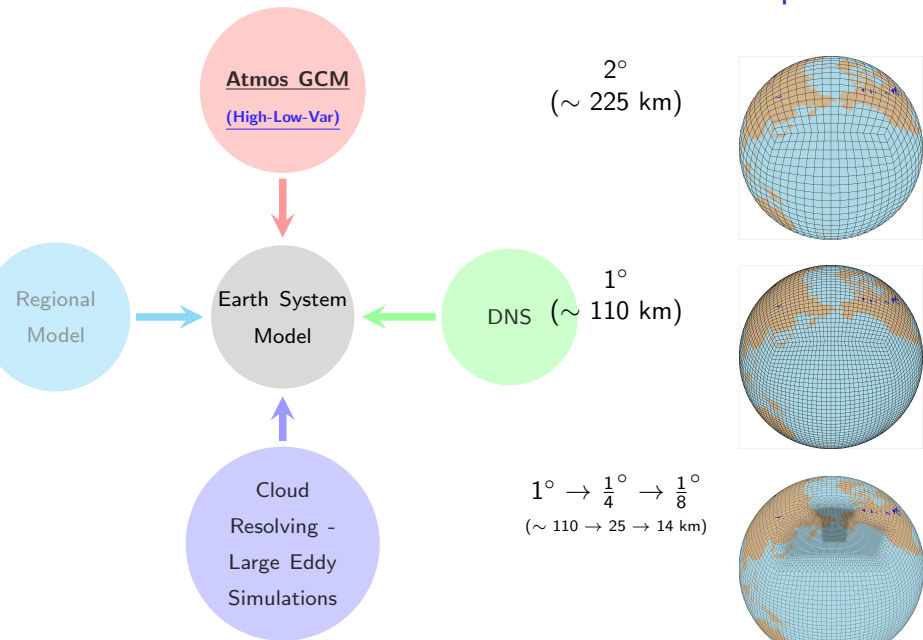 Atmos GCM
(High-Low-Var)
2°
(∼ 225 km)
Regional
Model
Earth System
Model
DNS
1°
(∼ 110 km)
Cloud
Resolving -
Large Eddy
Simulations
1° → 1/4° → 1/8°
(∼ 110 → 25 → 14 km)